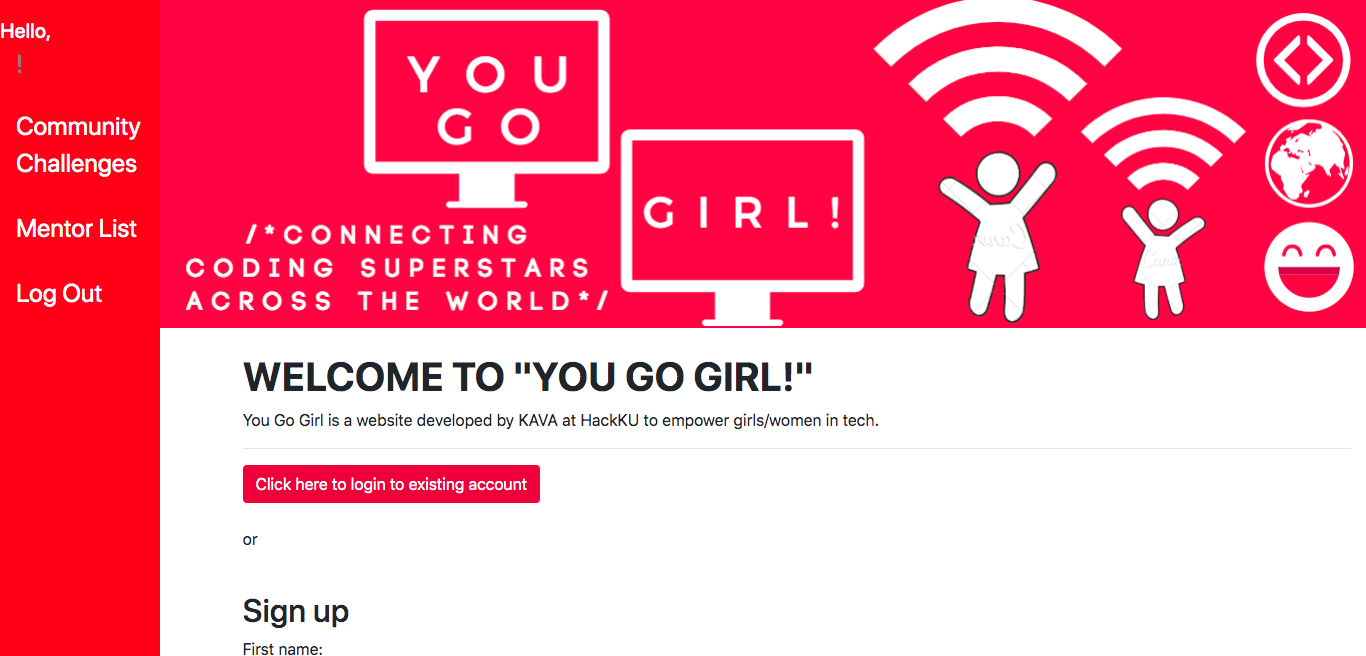 Hello,
!
Community
Challenges
Mentor List
Log Out
YOU
GO
GIRL!
/*CONNECTING
CODING SUPERSTARS
ACROSS THE WORLD*/
WELCOME TO "YOU GO GIRL!"
You Go Girl is a website developed by KAVA at HackKU to empower girls/women in tech.
Click here to login to existing account
or
Sign up
First name: